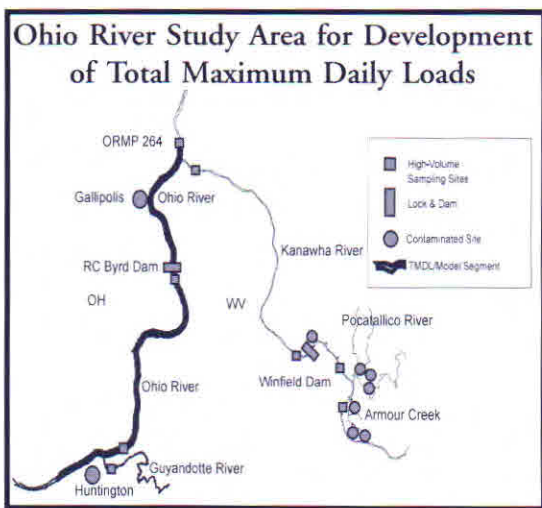 Ohio River Study Area for Development
of Total Maximum Daily Loads
ORMP 264
Gallipolis
Ohio River
Kanawha River
RC Byrd Dam
OH
WV
Pocatallico River
Winfield Dam
Ohio River
Armour Creek
Guyandotte River
Huntington
High-Volume
Sampling Sites
Lock & Dam
Contaminated Site
TMDL/Model Segment